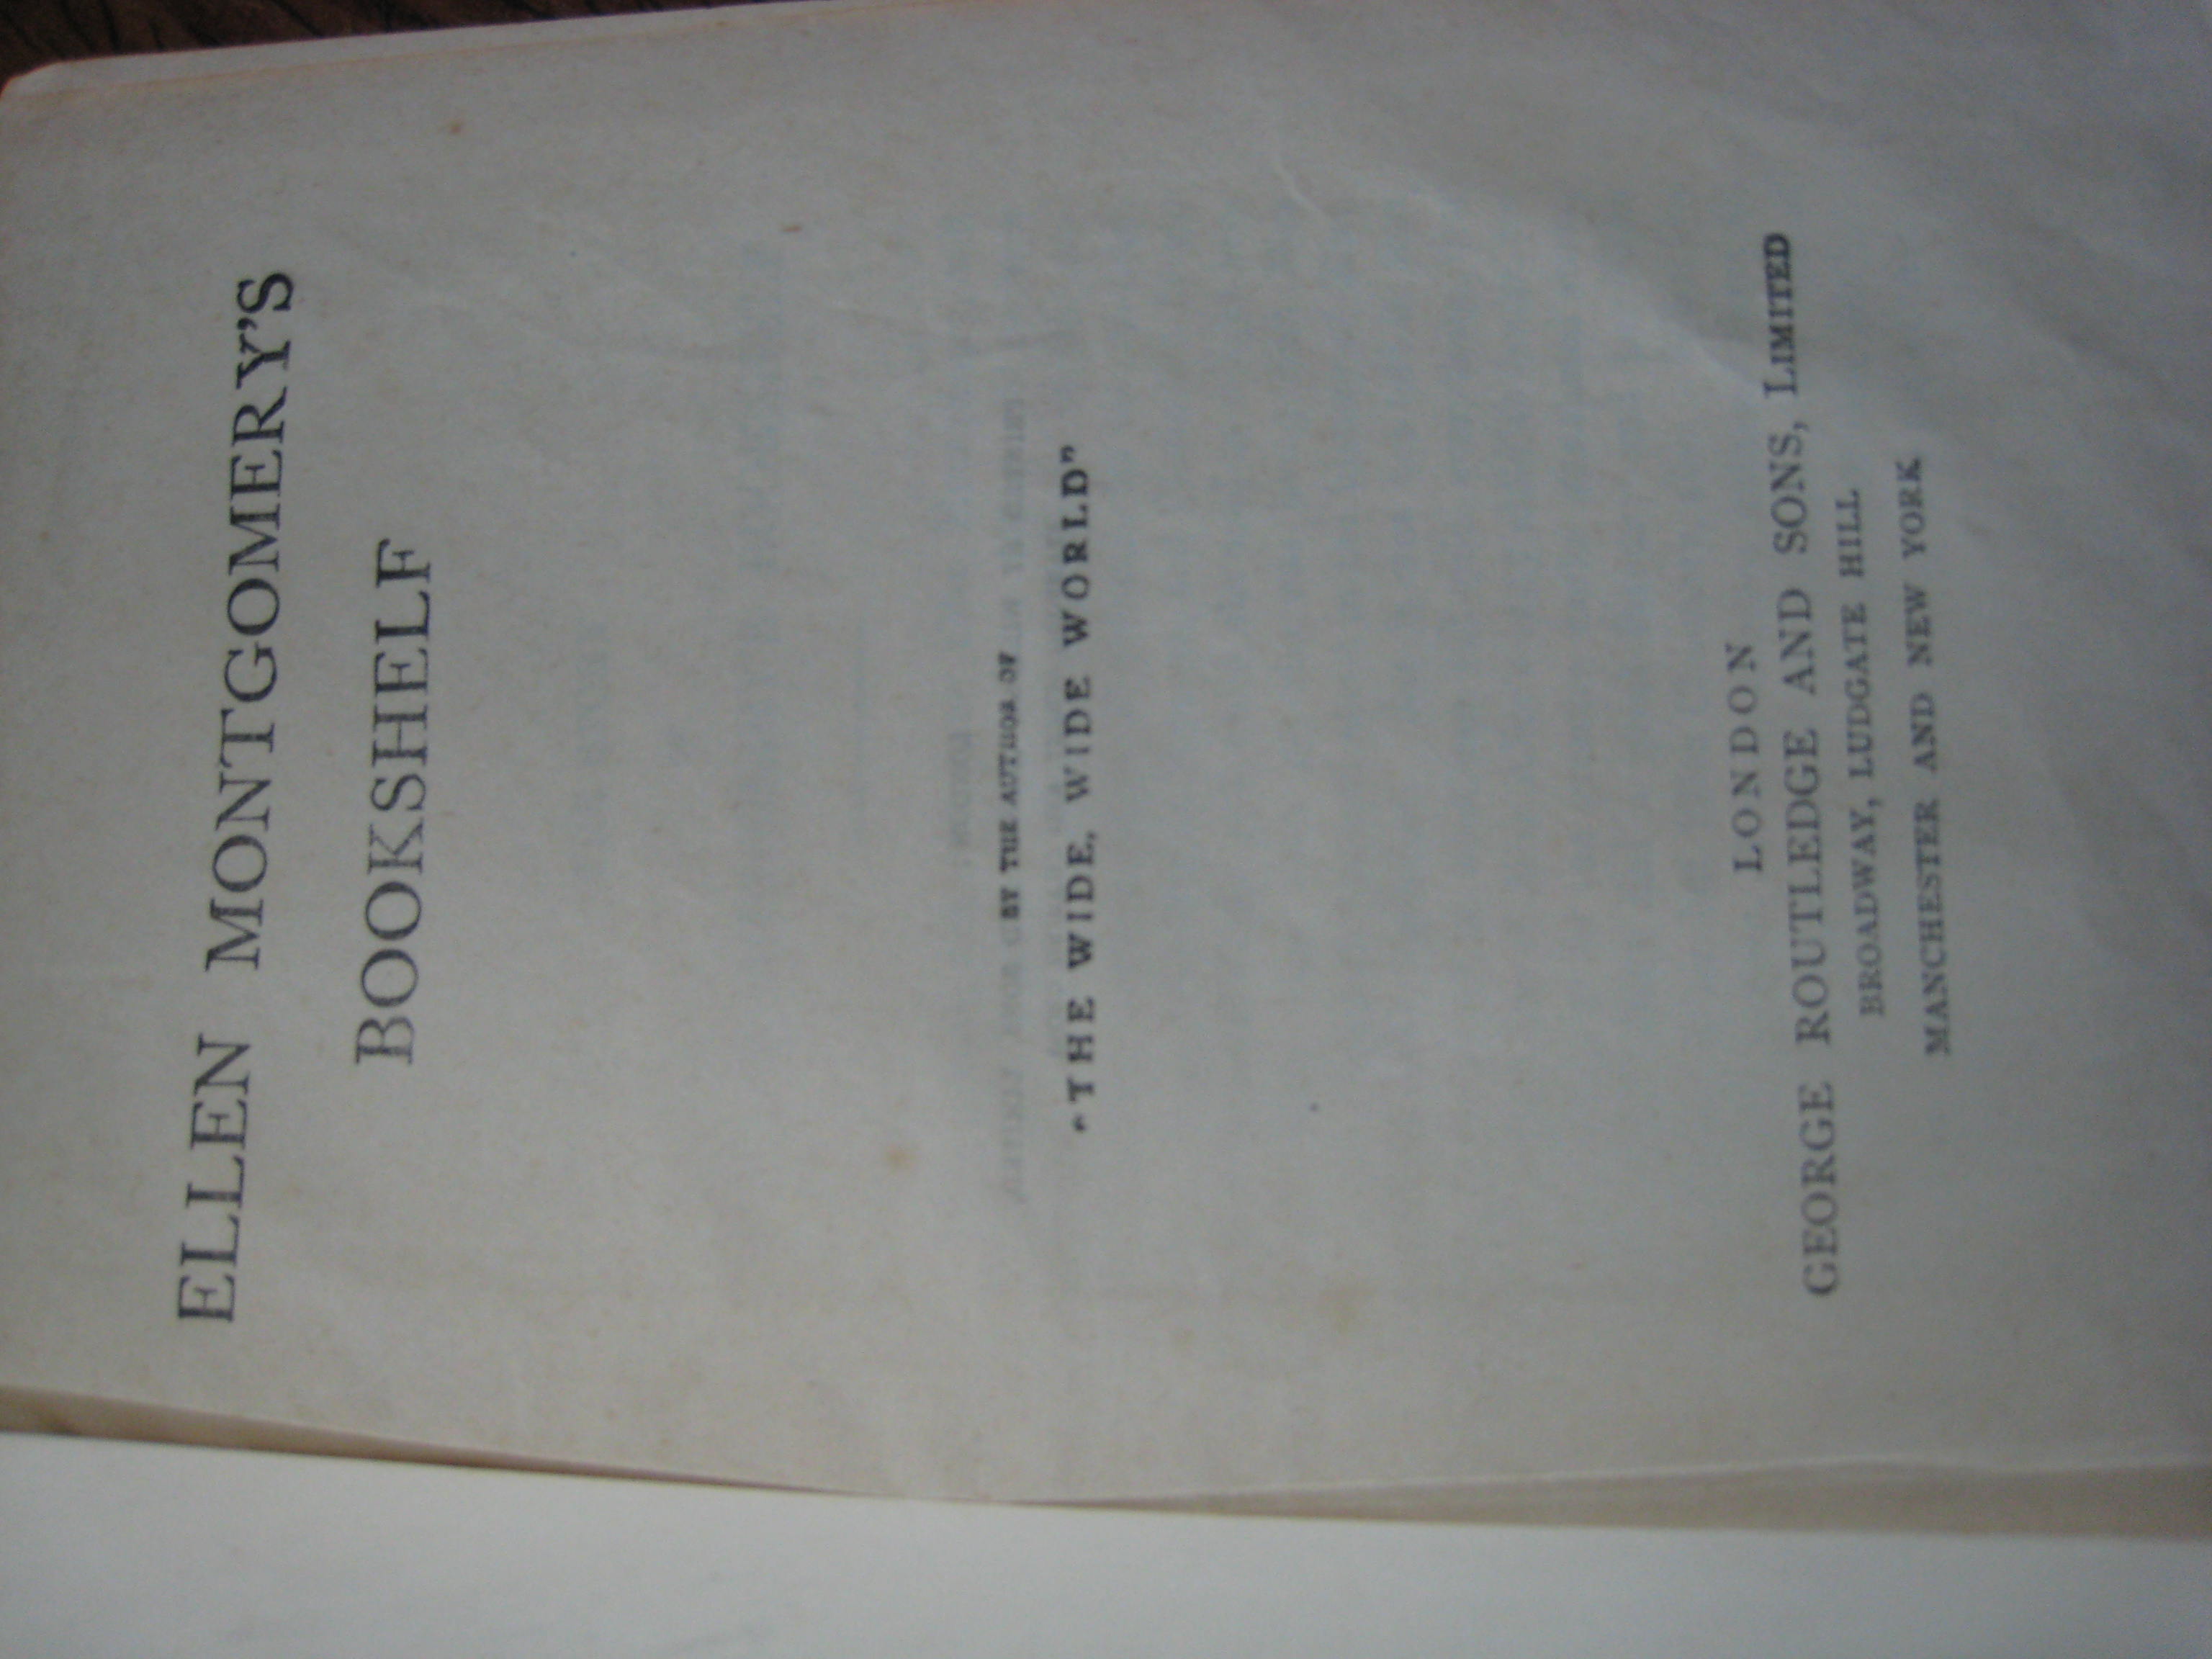 ELLEN MONTGOMERY'S
BOOKSHELF
BY THE AUTHOR OF
"THE WIDE, WIDE WORLD"
LONDON
GEORGE ROUTLEDGE AND SONS, LIMITED
BROADWAY, LUDGATE HILL
MANCHESTER AND NEW YORK